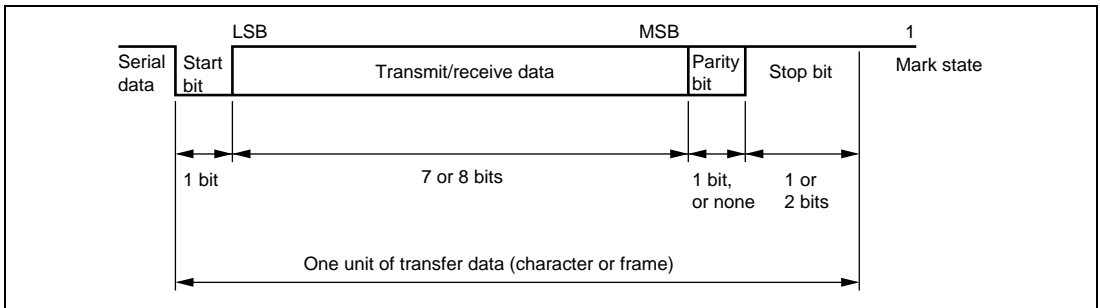 LSB MSB 1
Serial data
Start bit
Transmit/receive data
Parity bit
Stop bit
Mark state
1 bit
7 or 8 bits
1 bit, or none
1 or 2 bits
One unit of transfer data (character or frame)